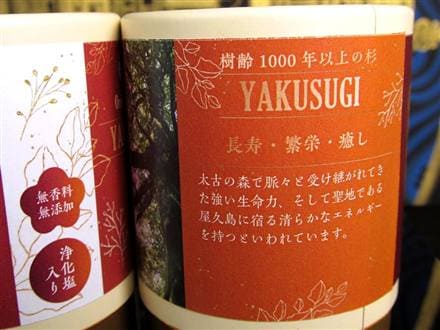 樹齢1000年以上の杉
YAKUSUGI
長寿・繁栄・癒し
太古の森で脈々と受け継がれてき
た強い生命力、そして聖地である
屋久島に宿る清らかなエネルギー
を持つといわれています。
無香料
無添加
浄化塩
入り